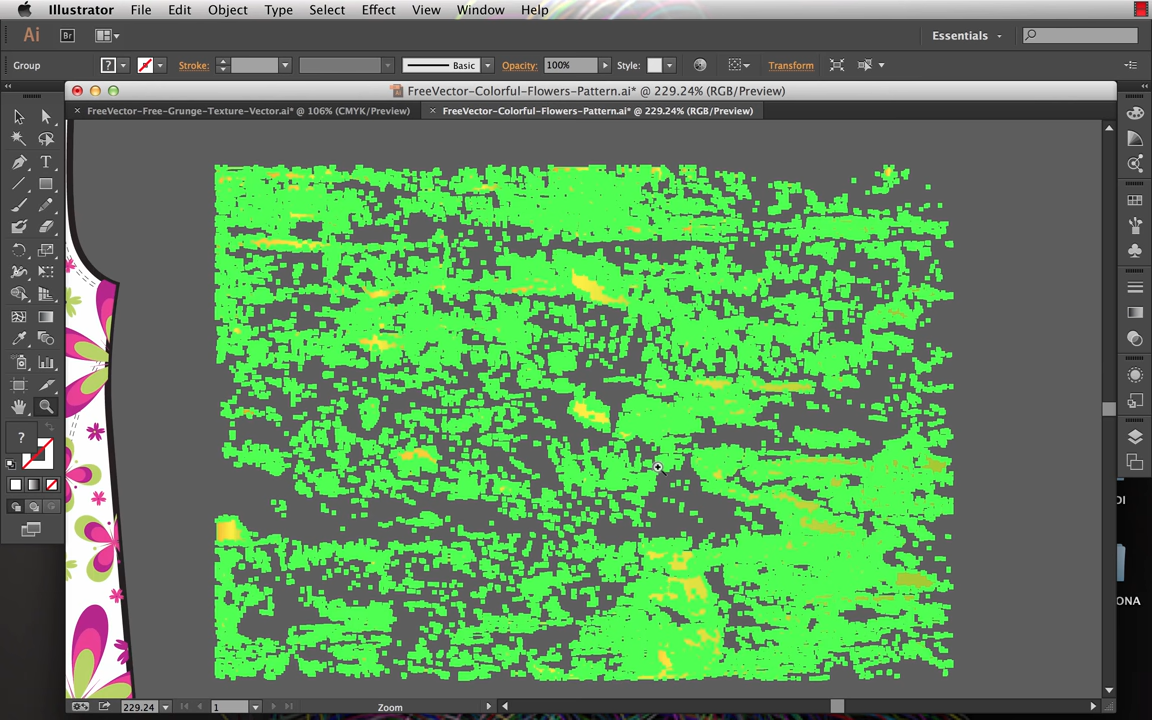 Illustrator File Edit Object Type Select Effect View Window Help
Ai Br Essentials
Group ? Stroke: Basic Opacity: 100% Style: Transform
FreeVector-Colorful-Flowers-Pattern.ai* @ 229.24% (RGB/Preview)
× FreeVector-Free-Grunge-Texture-Vector.ai* @ 106% (CMYK/Preview) × FreeVector-Colorful-Flowers-Pattern.ai* @ 229.24% (RGB/Preview)
T
?
DI
ONA
229.24 1 Zoom